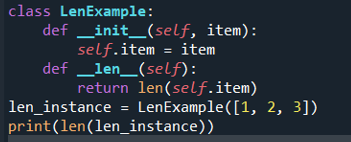 class LenExample:
    def __init__(self, item):
        self.item = item
    def __len__(self):
        return len(self.item)
len_instance = LenExample([1, 2, 3])
print(len(len_instance))